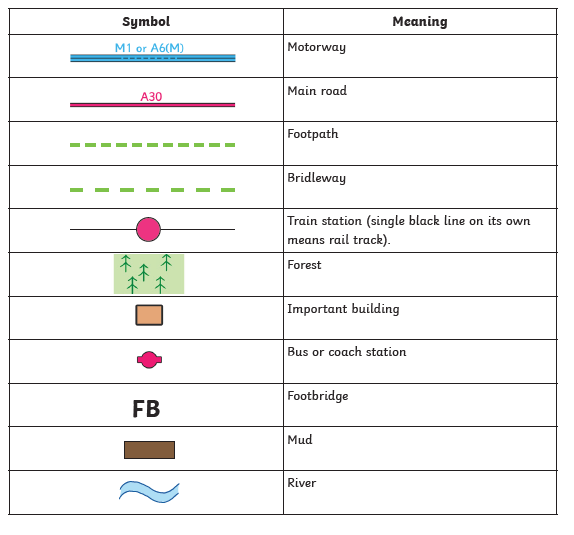 Symbol Meaning
M1 or A6(M) Motorway
A30 Main road
Footpath
Bridleway
Train station (single black line on its own
means rail track).
Forest
Important building
Bus or coach station
FB Footbridge
Mud
River